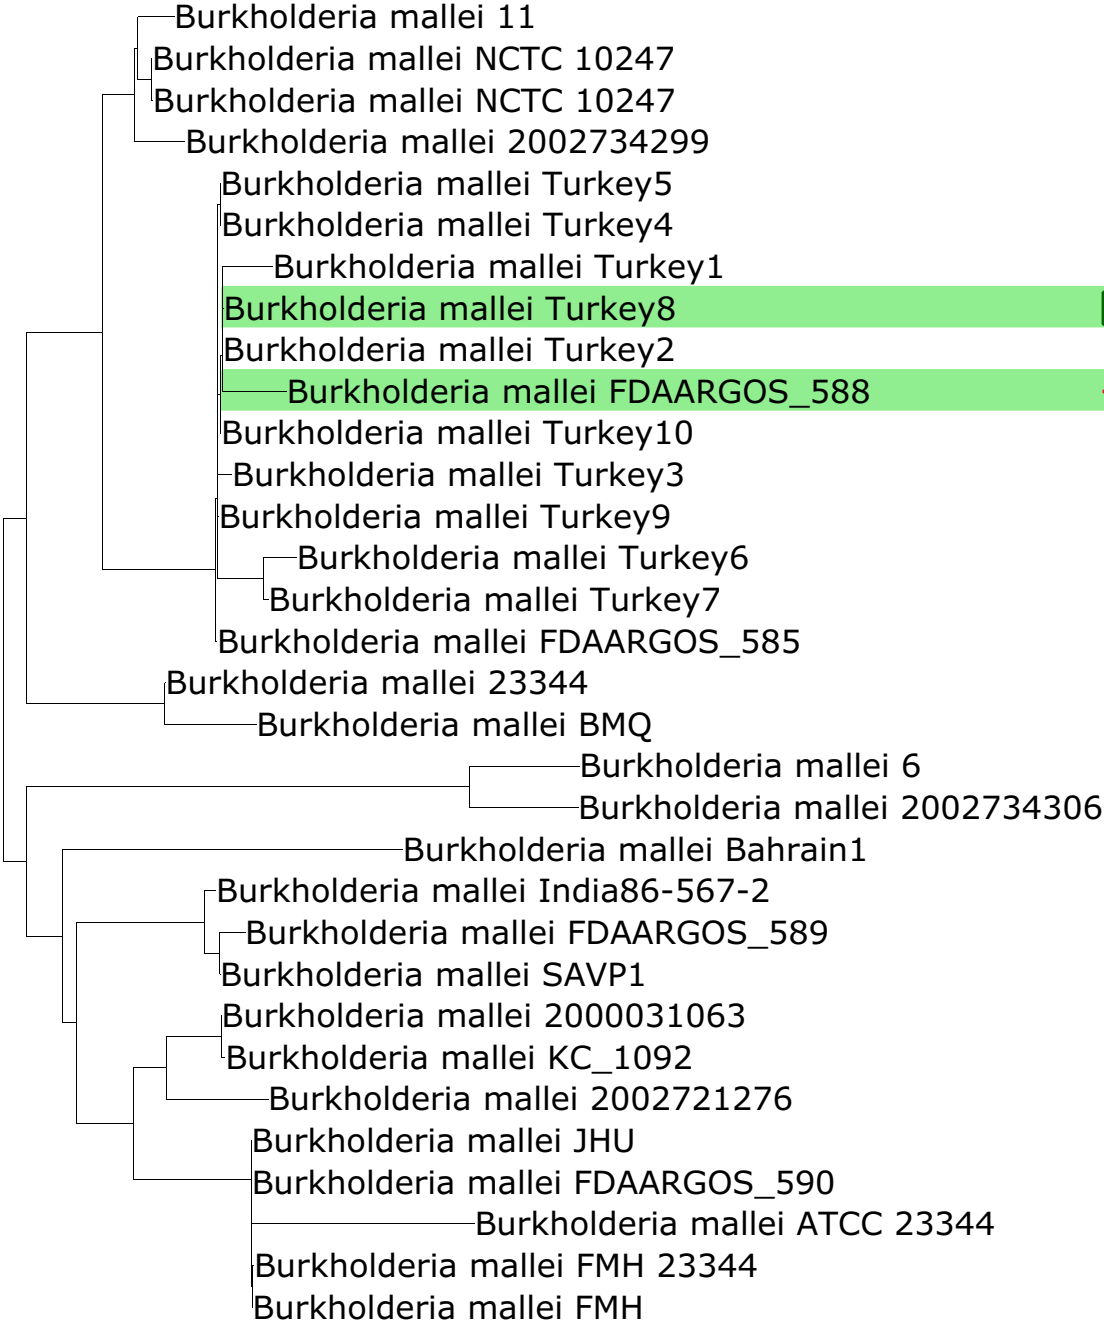 Burkholderia mallei 11
Burkholderia mallei NCTC 10247
Burkholderia mallei NCTC 10247
Burkholderia mallei 2002734299
Burkholderia mallei Turkey5
Burkholderia mallei Turkey4
Burkholderia mallei Turkey1
Burkholderia mallei Turkey8
Burkholderia mallei Turkey2
Burkholderia mallei FDAARGOS_588
Burkholderia mallei Turkey10
Burkholderia mallei Turkey3
Burkholderia mallei Turkey9
Burkholderia mallei Turkey6
Burkholderia mallei Turkey7
Burkholderia mallei FDAARGOS_585
Burkholderia mallei 23344
Burkholderia mallei BMQ
Burkholderia mallei 6
Burkholderia mallei 2002734306
Burkholderia mallei Bahrain1
Burkholderia mallei India86-567-2
Burkholderia mallei FDAARGOS_589
Burkholderia mallei SAVP1
Burkholderia mallei 2000031063
Burkholderia mallei KC_1092
Burkholderia mallei 2002721276
Burkholderia mallei JHU
Burkholderia mallei FDAARGOS_590
Burkholderia mallei ATCC 23344
Burkholderia mallei FMH 23344
Burkholderia mallei FMH